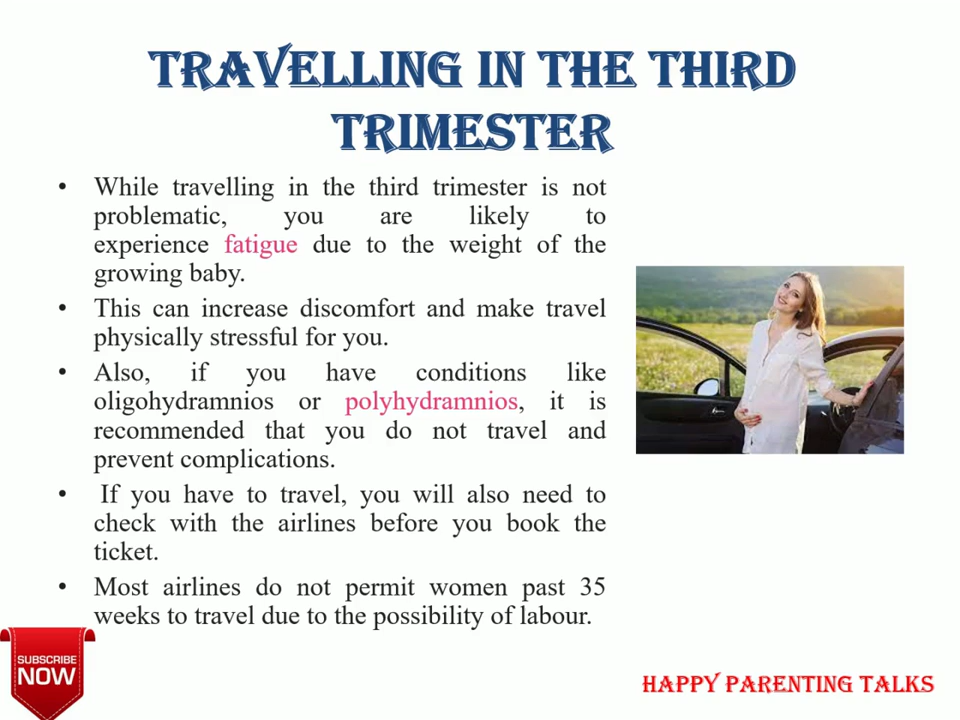 TRAVELLING IN THE THIRD
TRIMESTER
• While travelling in the third trimester is not
problematic, you are likely to
experience fatigue due to the weight of the
growing baby.
• This can increase discomfort and make travel
physically stressful for you.
• Also, if you have conditions like
oligohydramnios or polyhydramnios, it is
recommended that you do not travel and
prevent complications.
• If you have to travel, you will also need to
check with the airlines before you book the
ticket.
• Most airlines do not permit women past 35
weeks to travel due to the possibility of labour.
SUBSCRIBE
NOW
HAPPY PARENTING TALKS